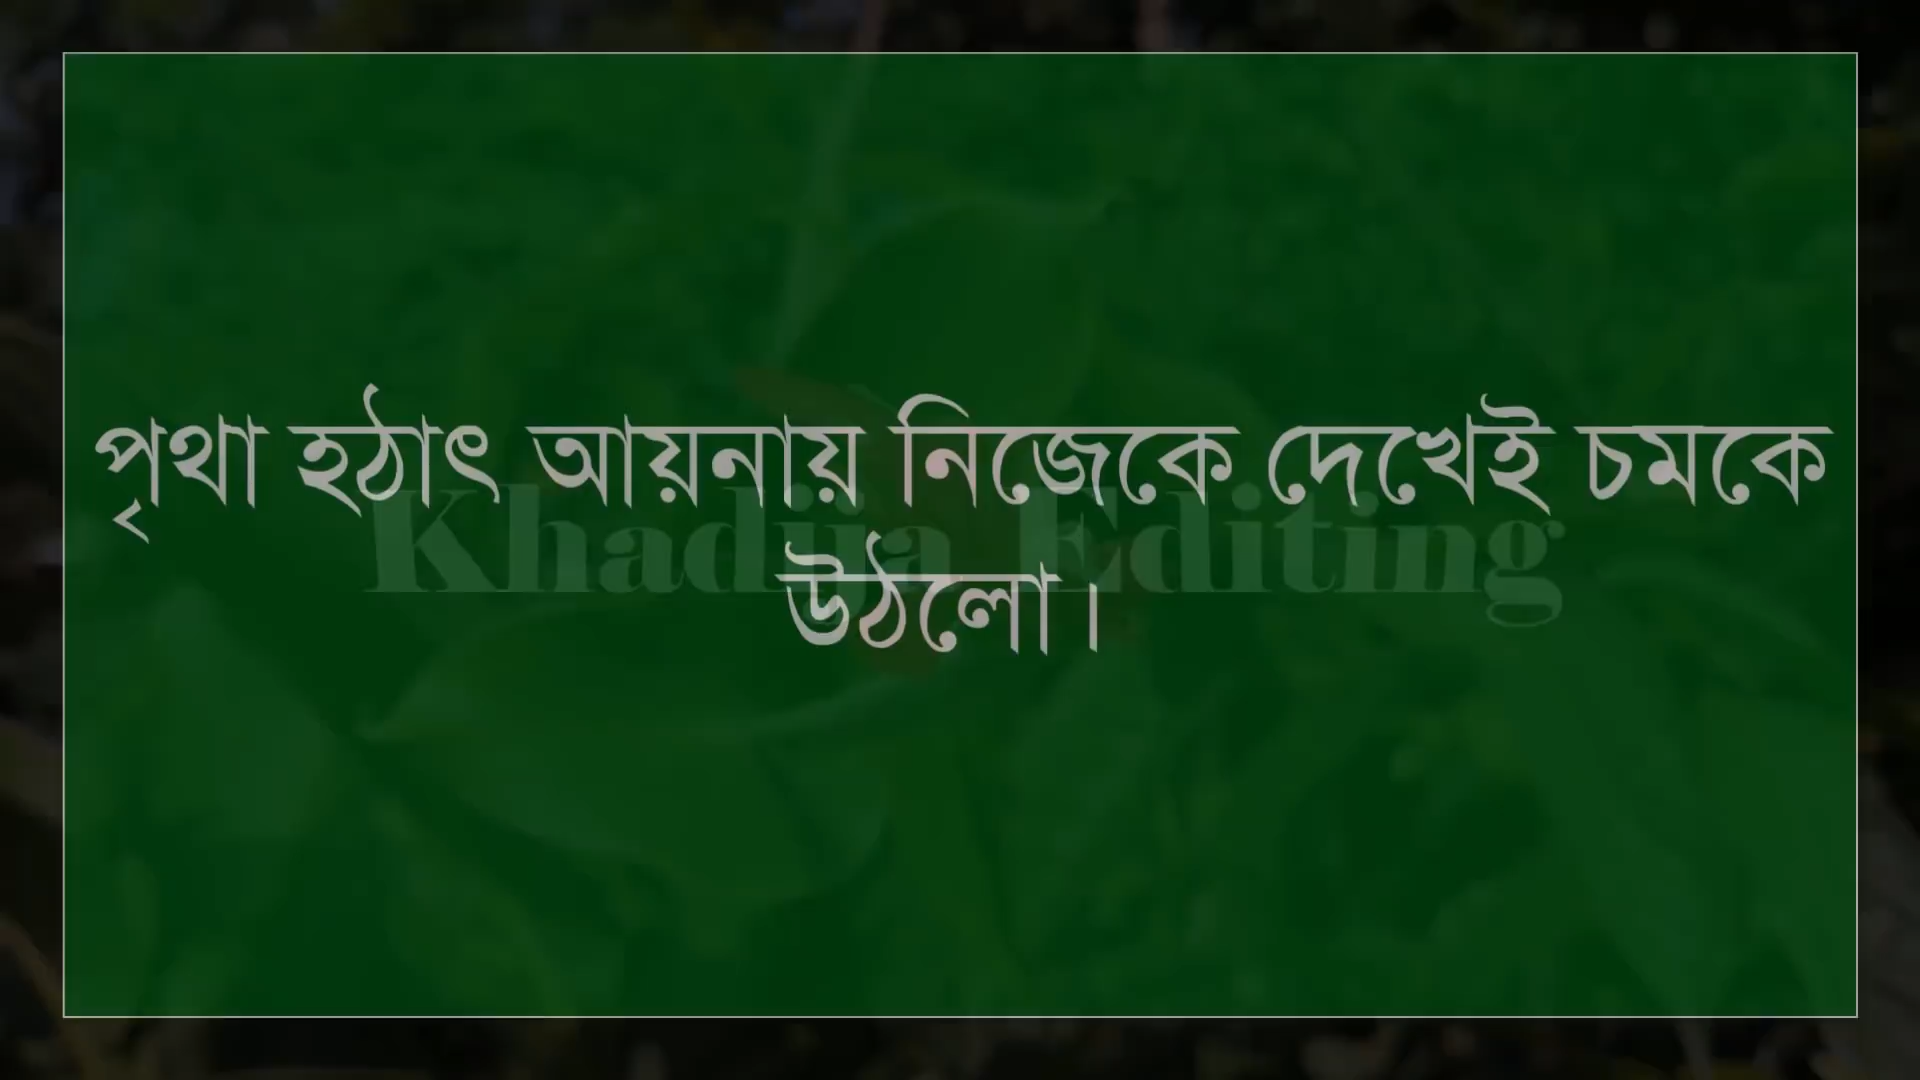 পৃথা হঠাৎ আয়নায় নিজেকে দেখেই চমকে
উঠলো।
Khadija Editing